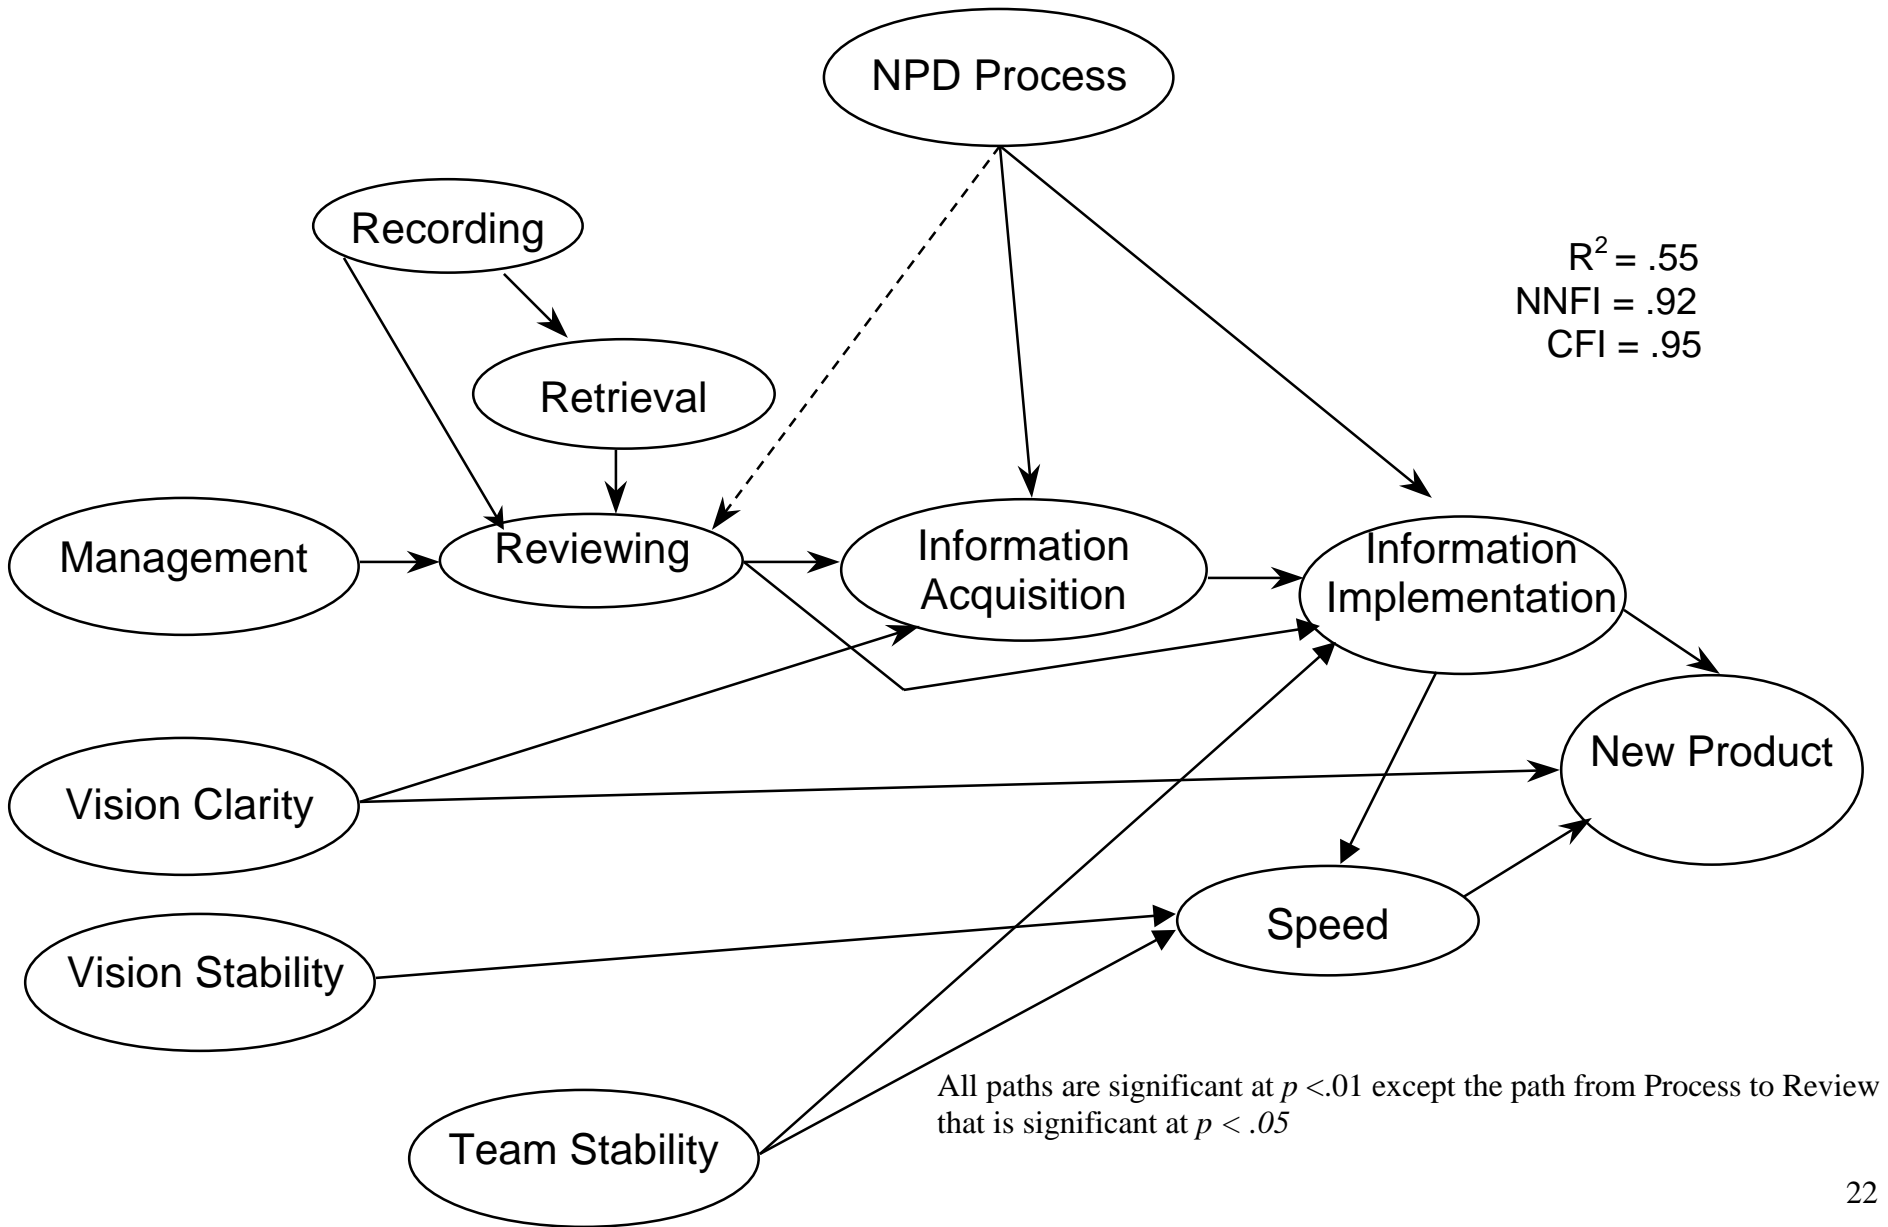 NPD Process
Recording
R² = .55
NNFI = .92
CFI = .95
Retrieval
Management
Reviewing
Information
Acquisition
Information
Implementation
New Product
Vision Clarity
Speed
Vision Stability
All paths are significant at p <.01 except the path from Process to Review
that is significant at p < .05
Team Stability
22